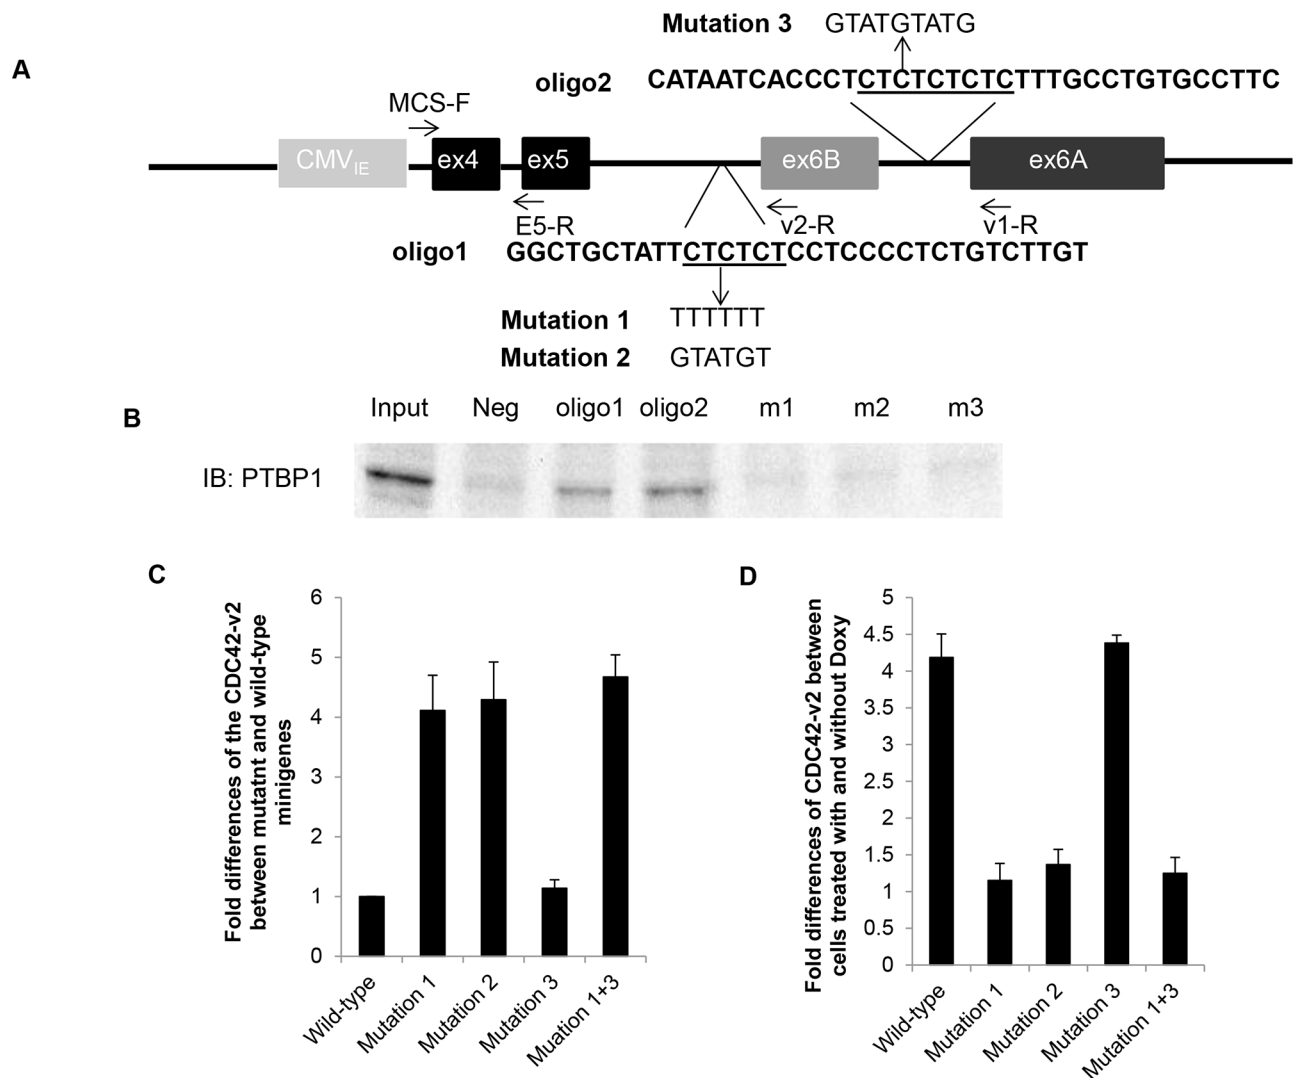 A
Mutation 3 GTATGTATG
oligo2 CATAATCACCCTCTCTCTCTCTTTGCCTGTGCCTTC
MCS-F
CMVIE ex4 ex5 ex6B ex6A
E5-R v2-R v1-R
oligo1 GGCTGCTATTCTCTCTCCTCCCCTCTGTCTTGT
Mutation 1 TTTTTT
Mutation 2 GTATGT
B
Input Neg oligo1 oligo2 m1 m2 m3
IB: PTBP1
C
Fold differences of the CDC42-v2
between mutatnt and wild-type
minigenes
6
5
4
3
2
1
0
Wild-type
Mutation 1
Mutation 2
Mutation 3
Muation 1+3
D
Fold differences of CDC42-v2 between
cells treated with and without Doxy
5
4.5
4
3.5
3
2.5
2
1.5
1
0.5
0
Wild-type
Mutation 1
Mutation 2
Mutation 3
Mutation 1+3